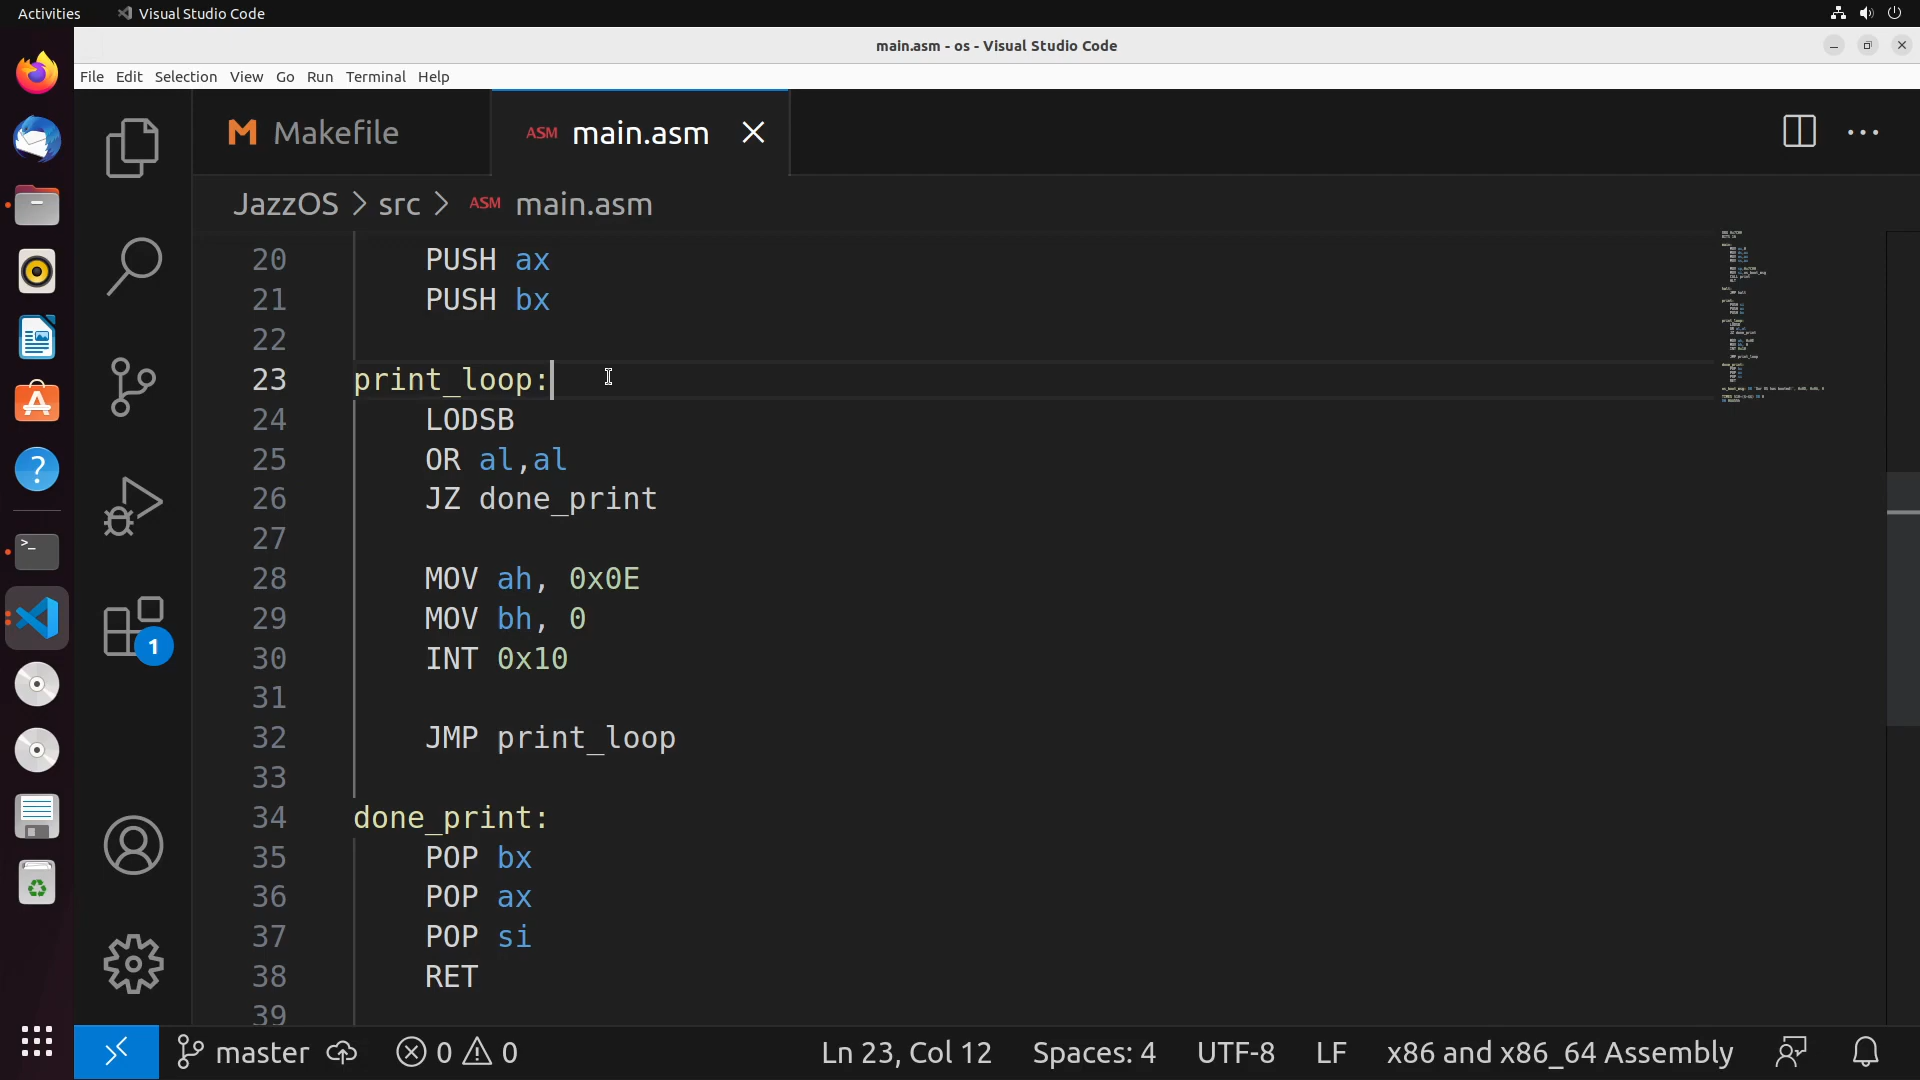 Activities Visual Studio Code
main.asm - os - Visual Studio Code
File Edit Selection View Go Run Terminal Help
Makefile ASM main.asm
JazzOS > src > ASM main.asm
20 PUSH ax
21 PUSH bx
22
23 print_loop:
24 LODSB
25 OR al,al
26 JZ done_print
27
28 MOV ah, 0x0E
29 MOV bh, 0
30 INT 0x10
31
32 JMP print_loop
33
34 done_print:
35 POP bx
36 POP ax
37 POP si
38 RET
39
1
master 0 0 Ln 23, Col 12 Spaces: 4 UTF-8 LF x86 and x86_64 Assembly